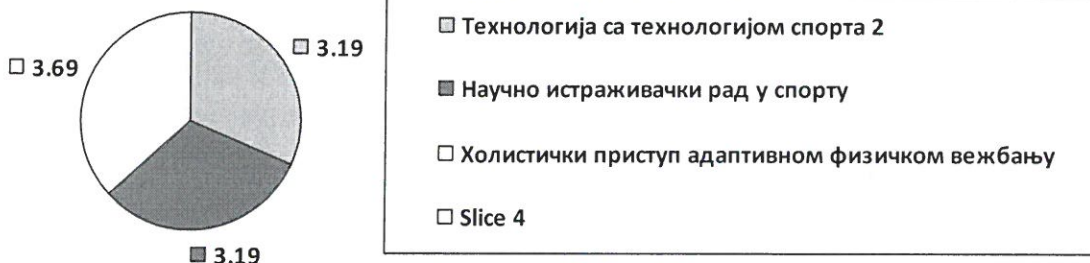 3.69
3.19
3.19
Технологија са технологијом спорта 2
Научно истраживачки рад у спорту
Холистички приступ адаптивном физичком вежбању
Slice 4